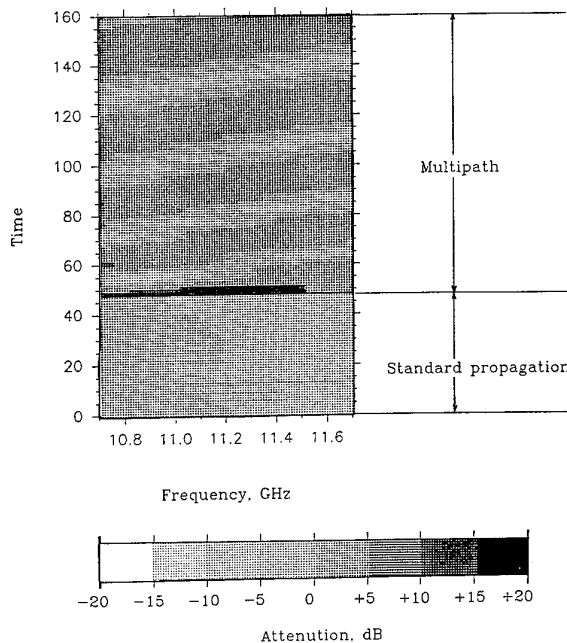 160
140
120
100
80
60
40
20
0
Time
10.8 11.0 11.2 11.4 11.6
Frequency, GHz
Multipath
Standard propagation
-20 -15 -10 -5 0 +5 +10 +15 +20
Attenution, dB